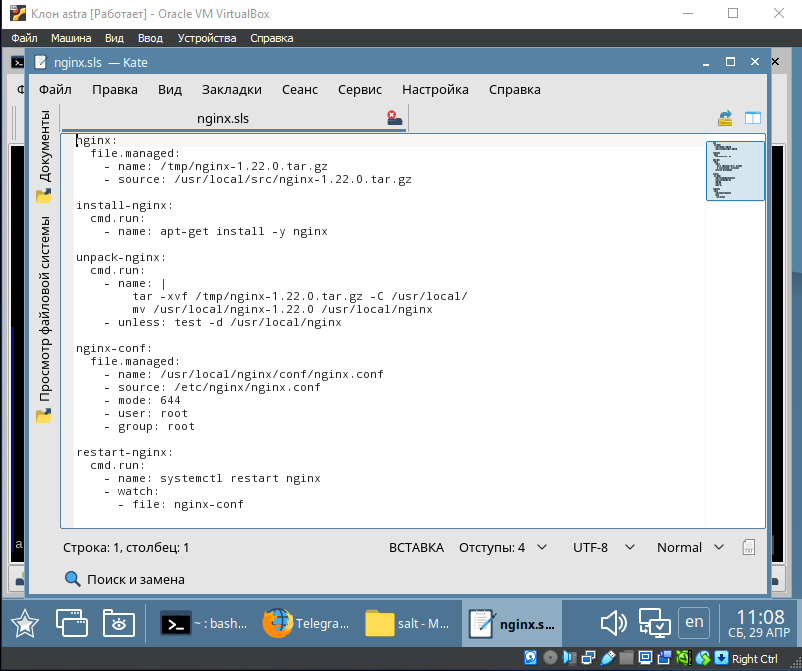 Клон astra [Работает] - Oracle VM VirtualBox
Файл Машина Вид Ввод Устройства Справка
nginx.sls — Kate
Файл Правка Вид Закладки Сеанс Сервис Настройка Справка
nginx.sls
Документы
Просмотр файловой системы
nginx:
  file.managed:
    - name: /tmp/nginx-1.22.0.tar.gz
    - source: /usr/local/src/nginx-1.22.0.tar.gz

install-nginx:
  cmd.run:
    - name: apt-get install -y nginx

unpack-nginx:
  cmd.run:
    - name: |
        tar -xvf /tmp/nginx-1.22.0.tar.gz -C /usr/local/
        mv /usr/local/nginx-1.22.0 /usr/local/nginx
    - unless: test -d /usr/local/nginx

nginx-conf:
  file.managed:
    - name: /usr/local/nginx/conf/nginx.conf
    - source: /etc/nginx/nginx.conf
    - mode: 644
    - user: root
    - group: root

restart-nginx:
  cmd.run:
    - name: systemctl restart nginx
    - watch:
      - file: nginx-conf
Строка: 1, столбец: 1 ВСТАВКА Отступы: 4 UTF-8 Normal
Поиск и замена
~ : bash... Telegra... salt - M... nginx.s... en 11:08
СБ, 29 АПР
Right Ctrl